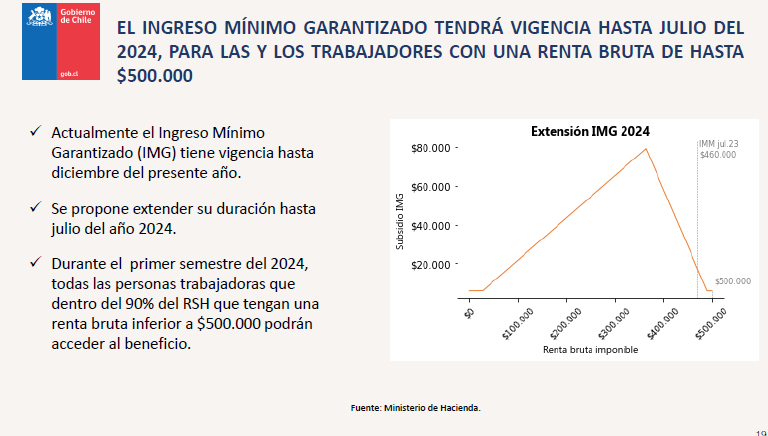 Gobierno
de Chile
gob.cl
EL INGRESO MÍNIMO GARANTIZADO TENDRÁ VIGENCIA HASTA JULIO DEL
2024, PARA LAS Y LOS TRABAJADORES CON UNA RENTA BRUTA DE HASTA
$500.000
✓ Actualmente el Ingreso Mínimo
Garantizado (IMG) tiene vigencia hasta
diciembre del presente año.
✓ Se propone extender su duración hasta
julio del año 2024.
✓ Durante el primer semestre del 2024,
todas las personas trabajadoras que
dentro del 90% del RSH que tengan una
renta bruta inferior a $500.000 podrán
acceder al beneficio.
Extensión IMG 2024
$80.000
$60.000
$40.000
$20.000
Subsidio IMG
IMM jul.23
$460.000
$500.000
$0
$100.000
$200.000
$300.000
$400.000
$500.000
Renta bruta imponible
Fuente: Ministerio de Hacienda.
19